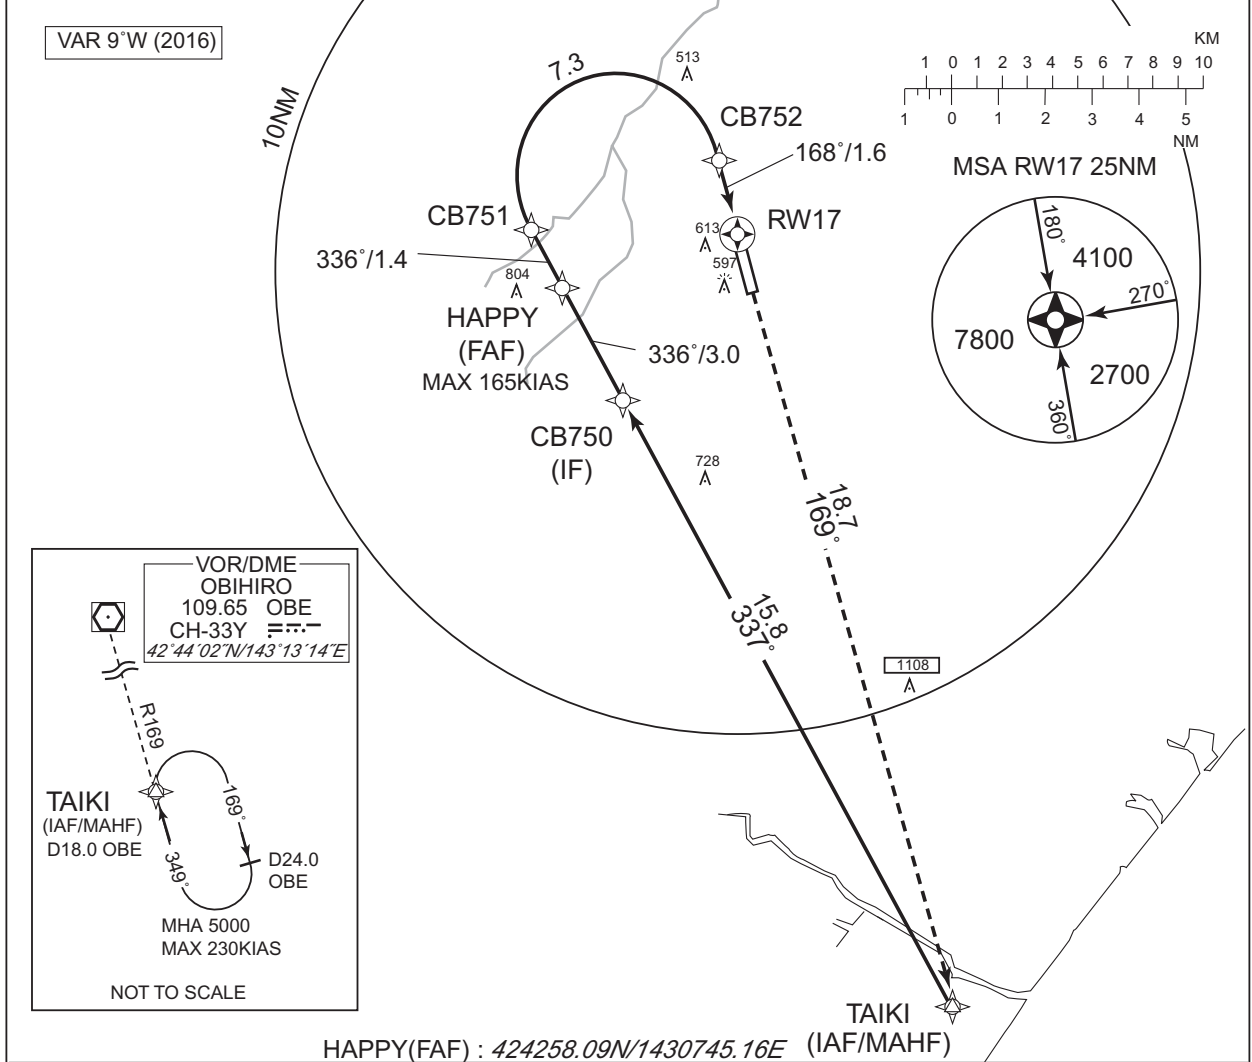 VAR 9°W (2016)
10NM
7.3
513
CB752
168°/1.6
KM
1 0 1 2 3 4 5 6 7 8 9 10
1 0 1 2 3 4 5
NM
MSA RW17 25NM
180°
4100
270°
7800
2700
360°
CB751
336°/1.4
804
613
RW17
597
HAPPY
(FAF)
MAX 165KIAS
336°/3.0
CB750
(IF)
728
18.7
169°
15.8
337°
1108
VOR/DME
OBIHIRO
109.65 OBE
CH-33Y
42°44´02˝N/143°13´14˝E
R169
TAIKI
(IAF/MAHF)
D18.0 OBE
169°
349°
D24.0
OBE
MHA 5000
MAX 230KIAS
NOT TO SCALE
TAIKI
(IAF/MAHF)
HAPPY(FAF) : 424258.09N/1430745.16E